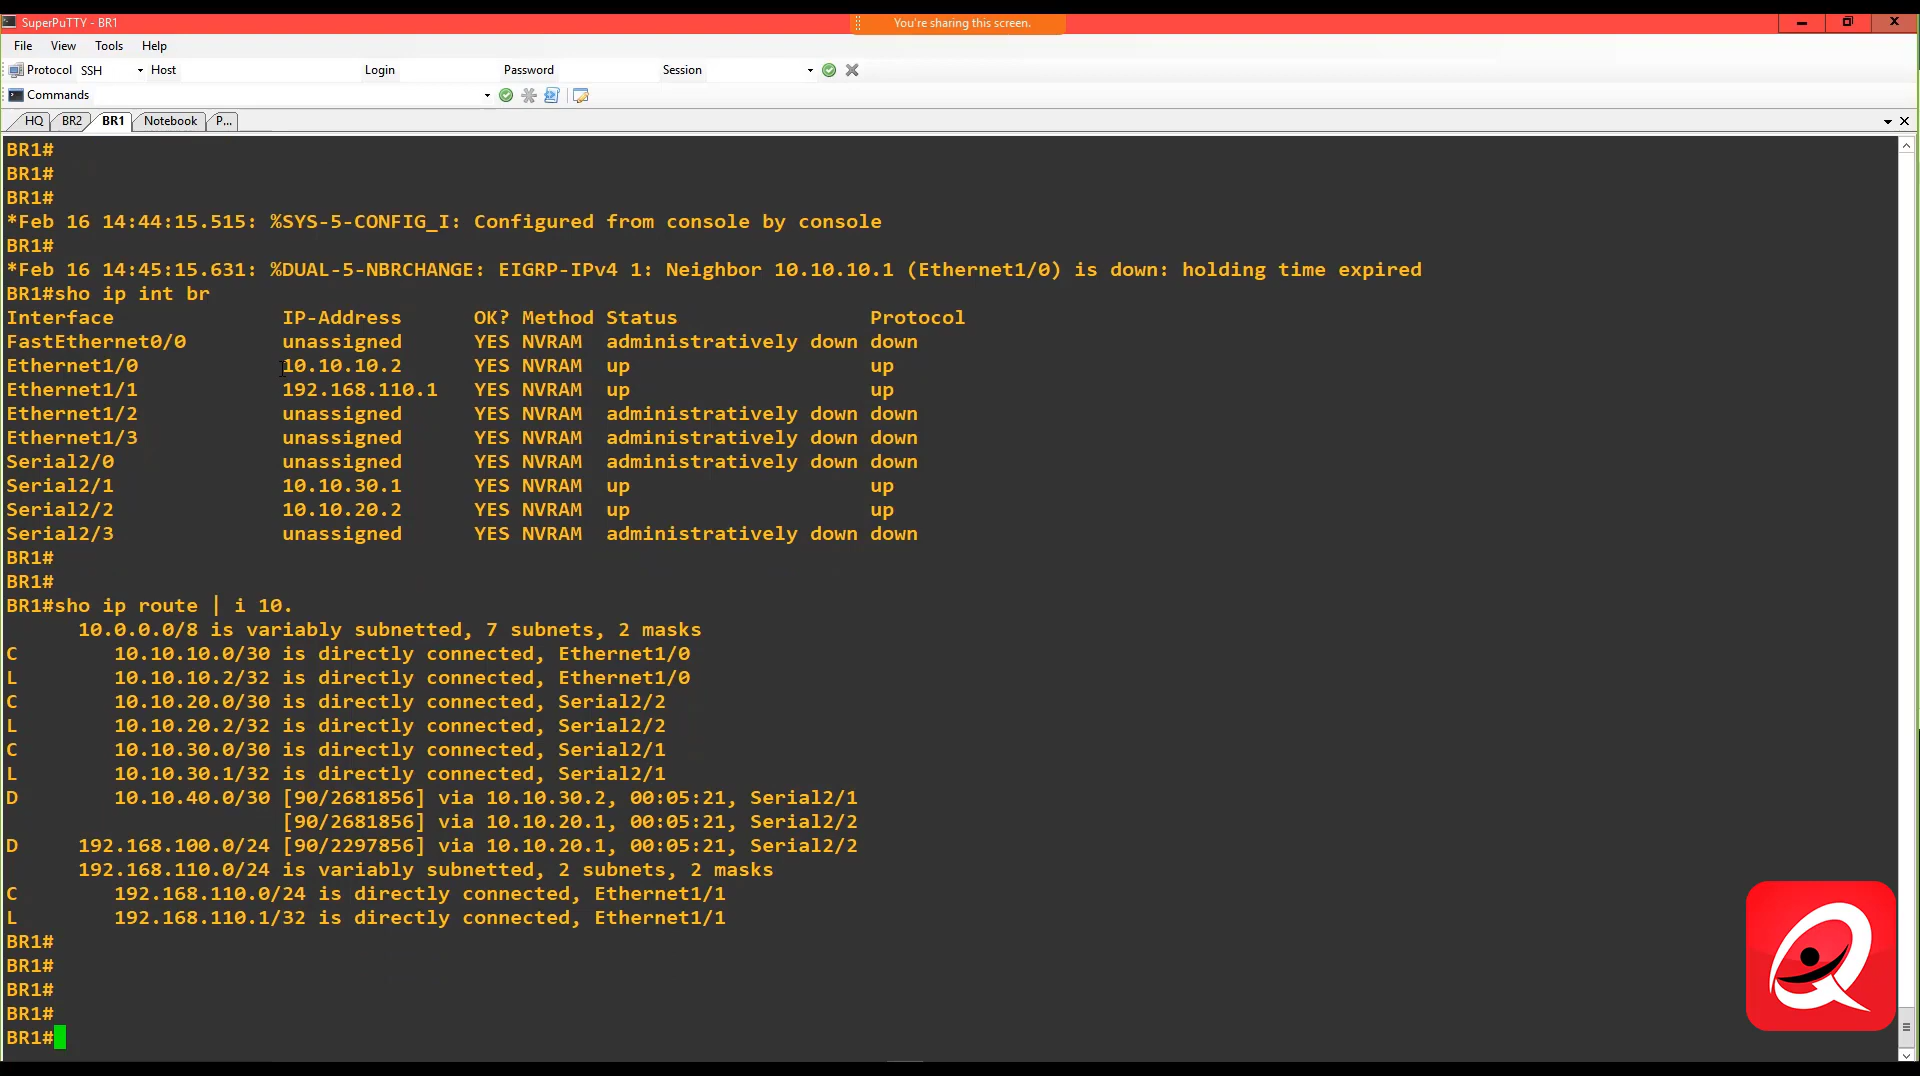 SuperPuTTY - BR1
You're sharing this screen.
File View Tools Help
Protocol SSH Host Login Password Session
Commands
HQ BR2 BR1 Notebook P...
BR1#
BR1#
BR1#
*Feb 16 14:44:15.515: %SYS-5-CONFIG_I: Configured from console by console
BR1#
*Feb 16 14:45:15.631: %DUAL-5-NBRCHANGE: EIGRP-IPv4 1: Neighbor 10.10.10.1 (Ethernet1/0) is down: holding time expired
BR1#sho ip int br
Interface IP-Address OK? Method Status Protocol
FastEthernet0/0 unassigned YES NVRAM administratively down down
Ethernet1/0 10.10.10.2 YES NVRAM up up
Ethernet1/1 192.168.110.1 YES NVRAM up up
Ethernet1/2 unassigned YES NVRAM administratively down down
Ethernet1/3 unassigned YES NVRAM administratively down down
Serial2/0 unassigned YES NVRAM administratively down down
Serial2/1 10.10.30.1 YES NVRAM up up
Serial2/2 10.10.20.2 YES NVRAM up up
Serial2/3 unassigned YES NVRAM administratively down down
BR1#
BR1#
BR1#sho ip route | i 10.
10.0.0.0/8 is variably subnetted, 7 subnets, 2 masks
C 10.10.10.0/30 is directly connected, Ethernet1/0
L 10.10.10.2/32 is directly connected, Ethernet1/0
C 10.10.20.0/30 is directly connected, Serial2/2
L 10.10.20.2/32 is directly connected, Serial2/2
C 10.10.30.0/30 is directly connected, Serial2/1
L 10.10.30.1/32 is directly connected, Serial2/1
D 10.10.40.0/30 [90/2681856] via 10.10.30.2, 00:05:21, Serial2/1
[90/2681856] via 10.10.20.1, 00:05:21, Serial2/2
D 192.168.100.0/24 [90/2297856] via 10.10.20.1, 00:05:21, Serial2/2
192.168.110.0/24 is variably subnetted, 2 subnets, 2 masks
C 192.168.110.0/24 is directly connected, Ethernet1/1
L 192.168.110.1/32 is directly connected, Ethernet1/1
BR1#
BR1#
BR1#
BR1#
BR1#